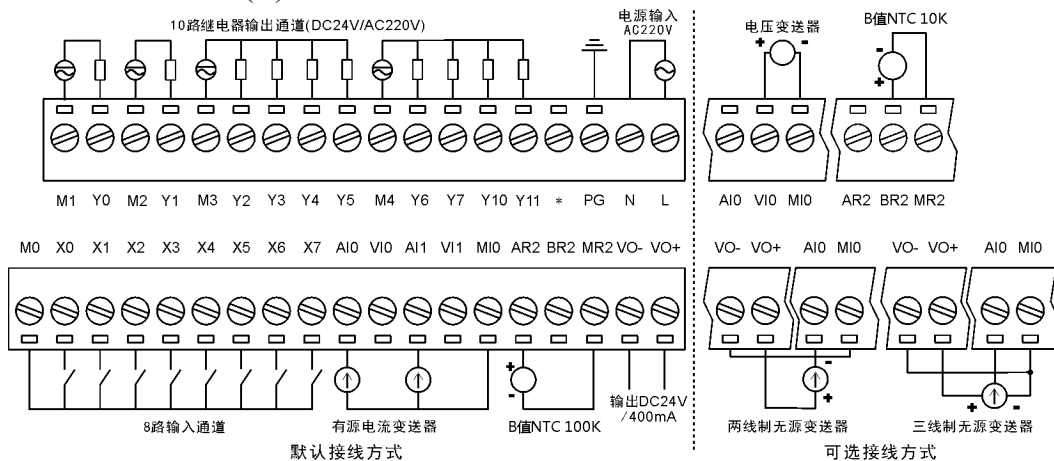 10路继电器输出通道(DC24V/AC220V)
电源输入
AC220V
电压变送器
B值NTC 10K
+ -
-
+
M1 Y0 M2 Y1 M3 Y2 Y3 Y4 Y5 M4 Y6 Y7 Y10 Y11 * PG N L
AI0 VI0 MI0
AR2 BR2 MR2
M0 X0 X1 X2 X3 X4 X5 X6 X7 AI0 VI0 AI1 VI1 MI0 AR2 BR2 MR2 VO- VO+
VO- VO+ AI0 MI0
VO- VO+ AI0 MI0
+
-
-
+
+ -
8路输入通道
有源电流变送器
B值NTC 100K
输出DC24V
/400mA
两线制无源变送器
三线制无源变送器
默认接线方式
可选接线方式